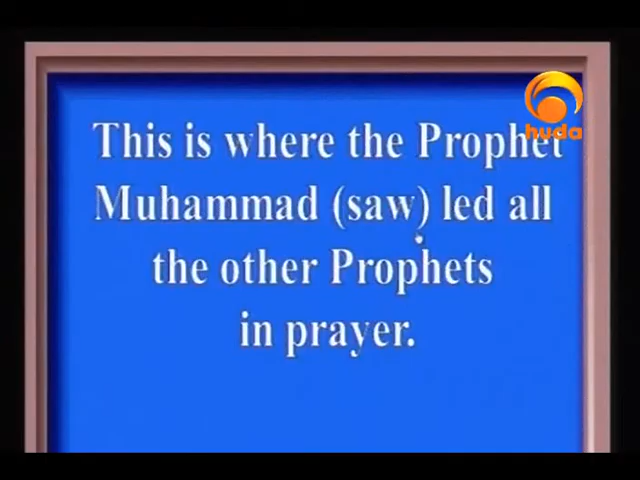 huda
This is where the Prophet
Muhammad (saw) led all
the other Prophets
in prayer.